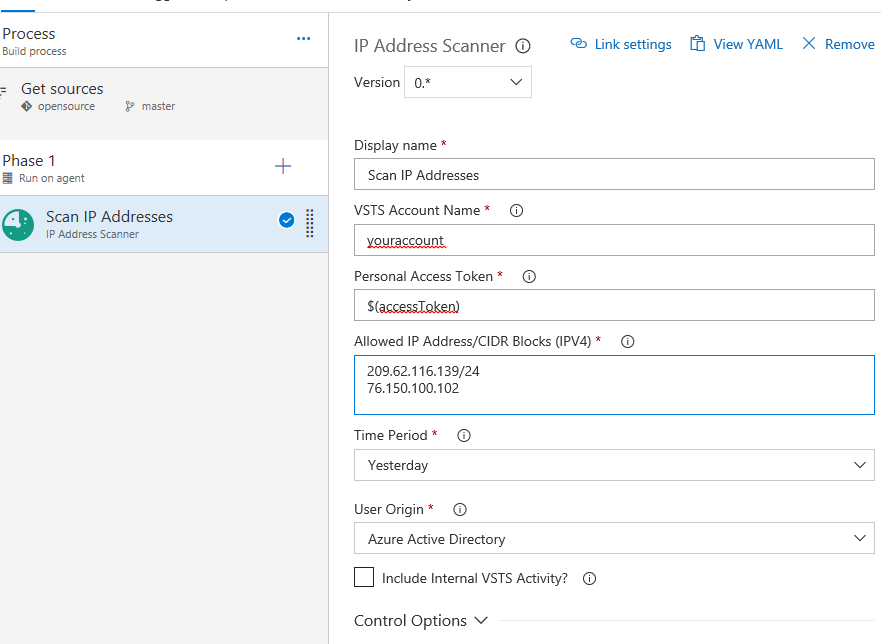 Process
Build process
Get sources
opensource master
Phase 1
Run on agent
Scan IP Addresses
IP Address Scanner
IP Address Scanner
Link settings View YAML Remove
Version 0.*
Display name *
Scan IP Addresses
VSTS Account Name *
youraccount
Personal Access Token *
$(accessToken)
Allowed IP Address/CIDR Blocks (IPV4) *
209.62.116.139/24
76.150.100.102
Time Period *
Yesterday
User Origin *
Azure Active Directory
Include Internal VSTS Activity?
Control Options